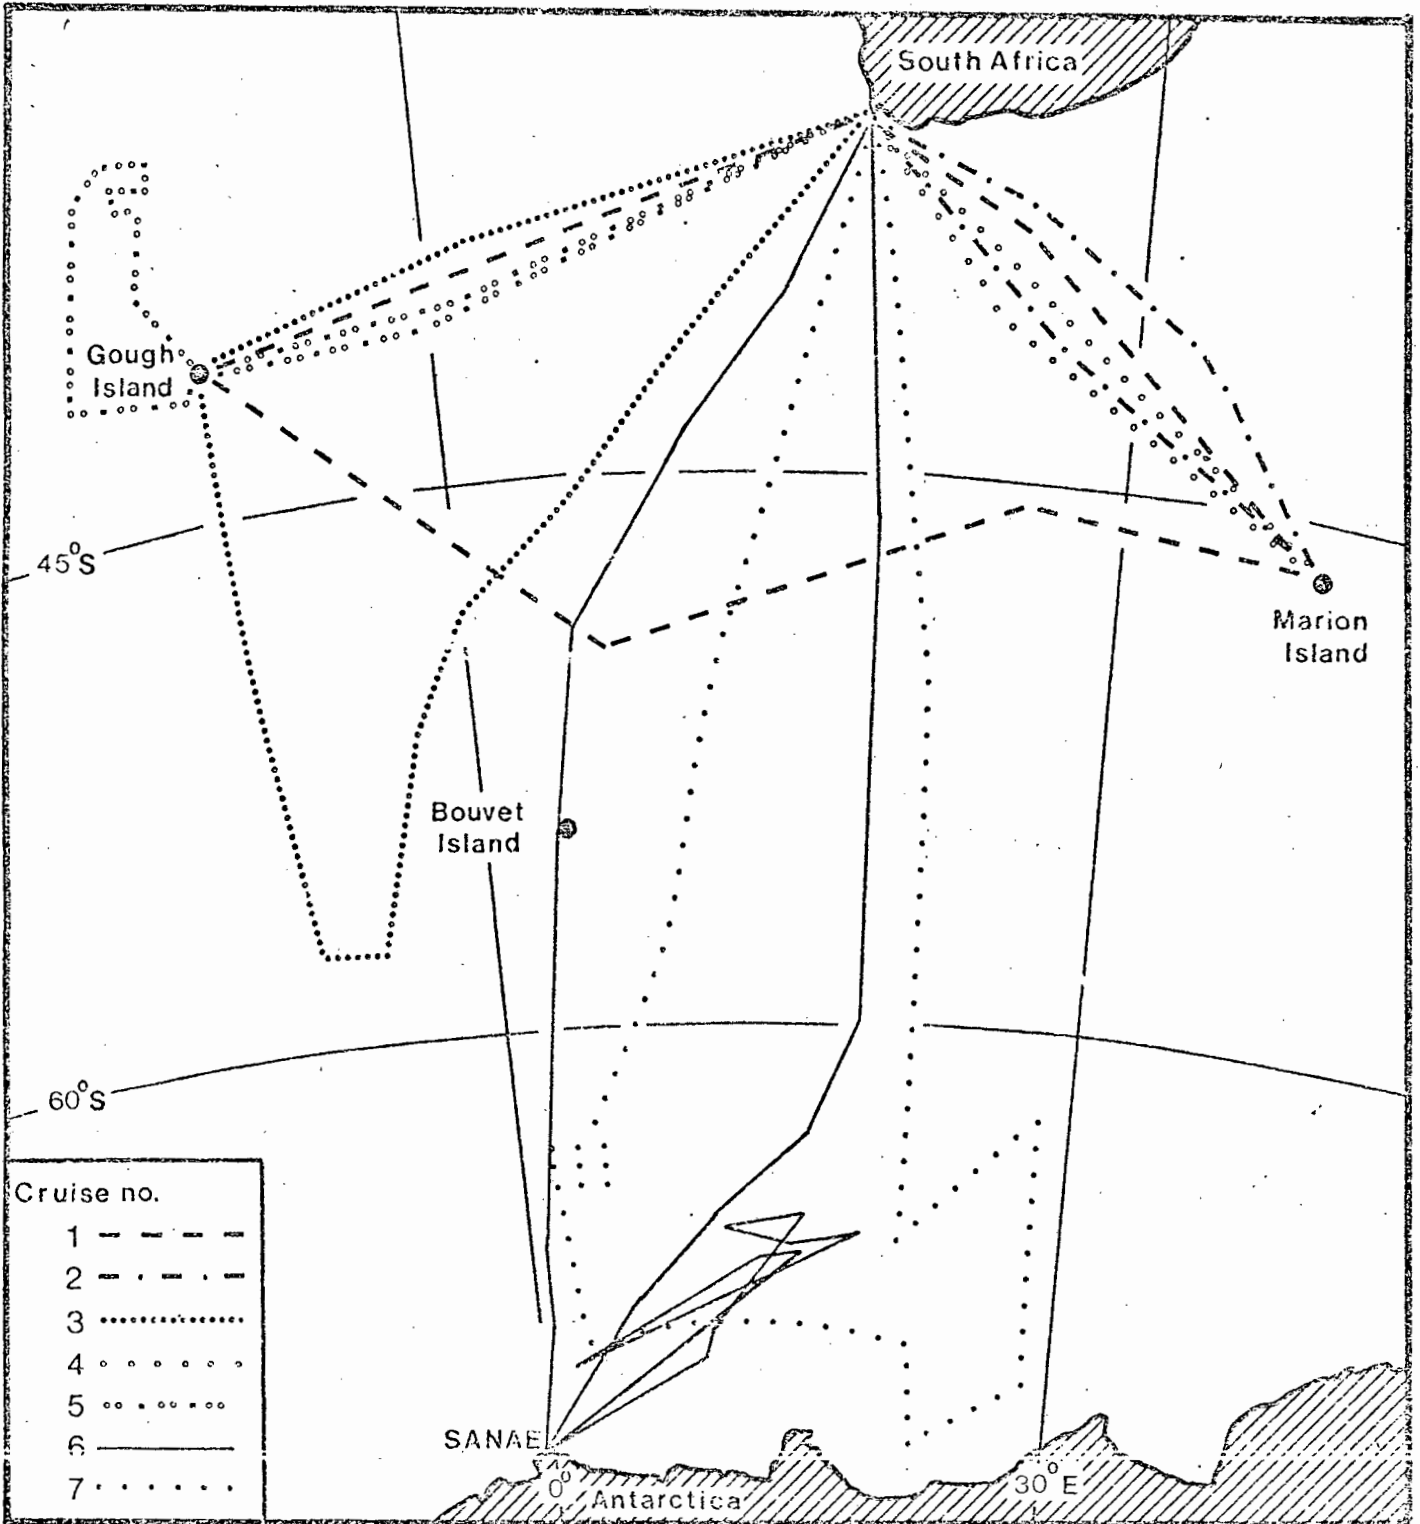 South Africa
Gough
Island
45°S
Marion
Island
Bouvet
Island
60°S
Cruise no.
1
2
3
4
5
6
7
SANAE
0°
30° E
Antarctica